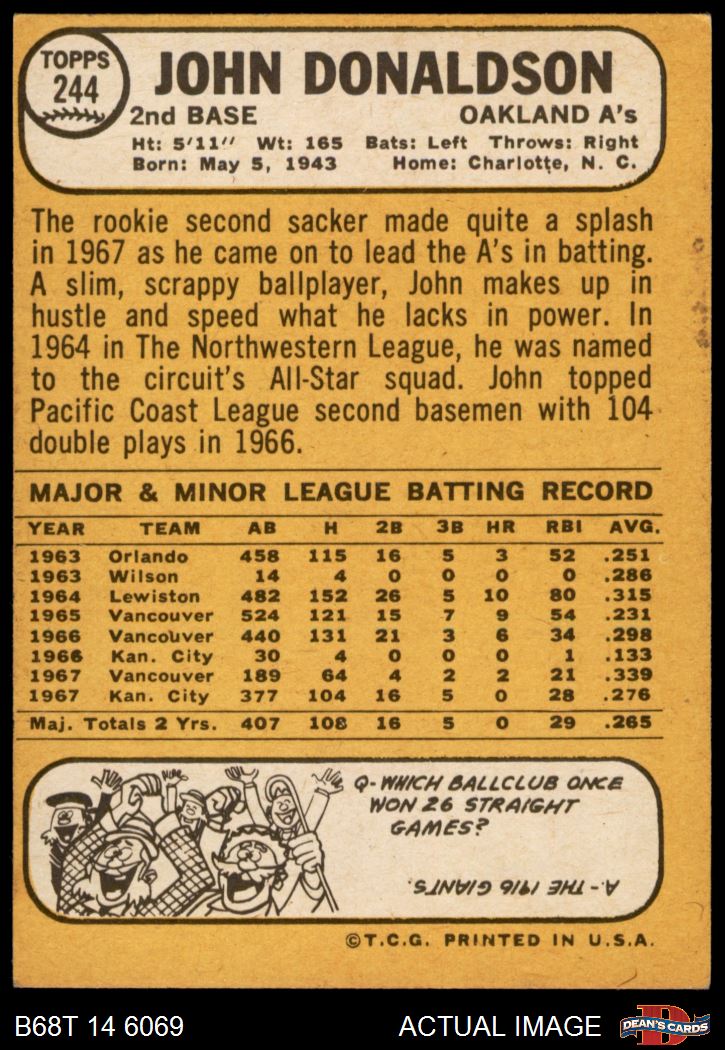 TOPPS
244
JOHN DONALDSON
2nd BASE OAKLAND A's
Ht: 5'11" Wt: 165 Bats: Left Throws: Right
Born: May 5, 1943 Home: Charlotte, N. C.
The rookie second sacker made quite a splash
in 1967 as he came on to lead the A's in batting.
A slim, scrappy ballplayer, John makes up in
hustle and speed what he lacks in power. In
1964 in The Northwestern League, he was named
to the circuit's All-Star squad. John topped
Pacific Coast League second basemen with 104
double plays in 1966.
MAJOR & MINOR LEAGUE BATTING RECORD
YEAR TEAM AB H 2B 3B HR RBI AVG.
1963 Orlando 458 115 16 5 3 52 .251
1963 Wilson 14 4 0 0 0 0 .286
1964 Lewiston 482 152 26 5 10 80 .315
1965 Vancouver 524 121 15 7 9 54 .231
1966 Vancouver 440 131 21 3 6 34 .298
1966 Kan. City 30 4 0 0 0 1 .133
1967 Vancouver 189 64 4 2 2 21 .339
1967 Kan. City 377 104 16 5 0 28 .276
Maj. Totals 2 Yrs. 407 108 16 5 0 29 .265
Q-WHICH BALLCLUB ONCE
WON 26 STRAIGHT
GAMES?
A-THE 1916 GIANTS
©T.C.G. PRINTED IN U.S.A.
B68T 14 6069 ACTUAL IMAGE
D
DEAN'S CARDS